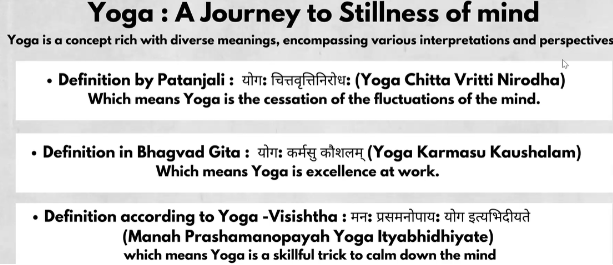 Yoga : A Journey to Stillness of mind
Yoga is a concept rich with diverse meanings, encompassing various interpretations and perspectives
• Definition by Patanjali : योग: चित्तवृत्तिनिरोध: (Yoga Chitta Vritti Nirodha)
Which means Yoga is the cessation of the fluctuations of the mind.
• Definition in Bhagvad Gita : योग: कर्मसु कौशलम् (Yoga Karmasu Kaushalam)
Which means Yoga is excellence at work.
• Definition according to Yoga -Visishtha : मन: प्रसमनोपाय: योग इत्यभिदीयते
(Manah Prashamanopayah Yoga Ityabhidhiyate)
which means Yoga is a skillful trick to calm down the mind